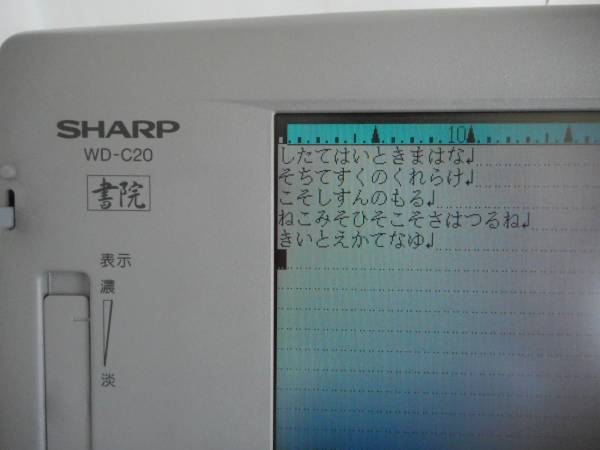 SHARP
WD-C20
書院
表示
濃
淡
10
したてはいときまはな↲
そちてすくのくれらけ↲
こそしすんのもる↲
ねこみそひそこそさはつるね↲
きいとえかてなゆ↲